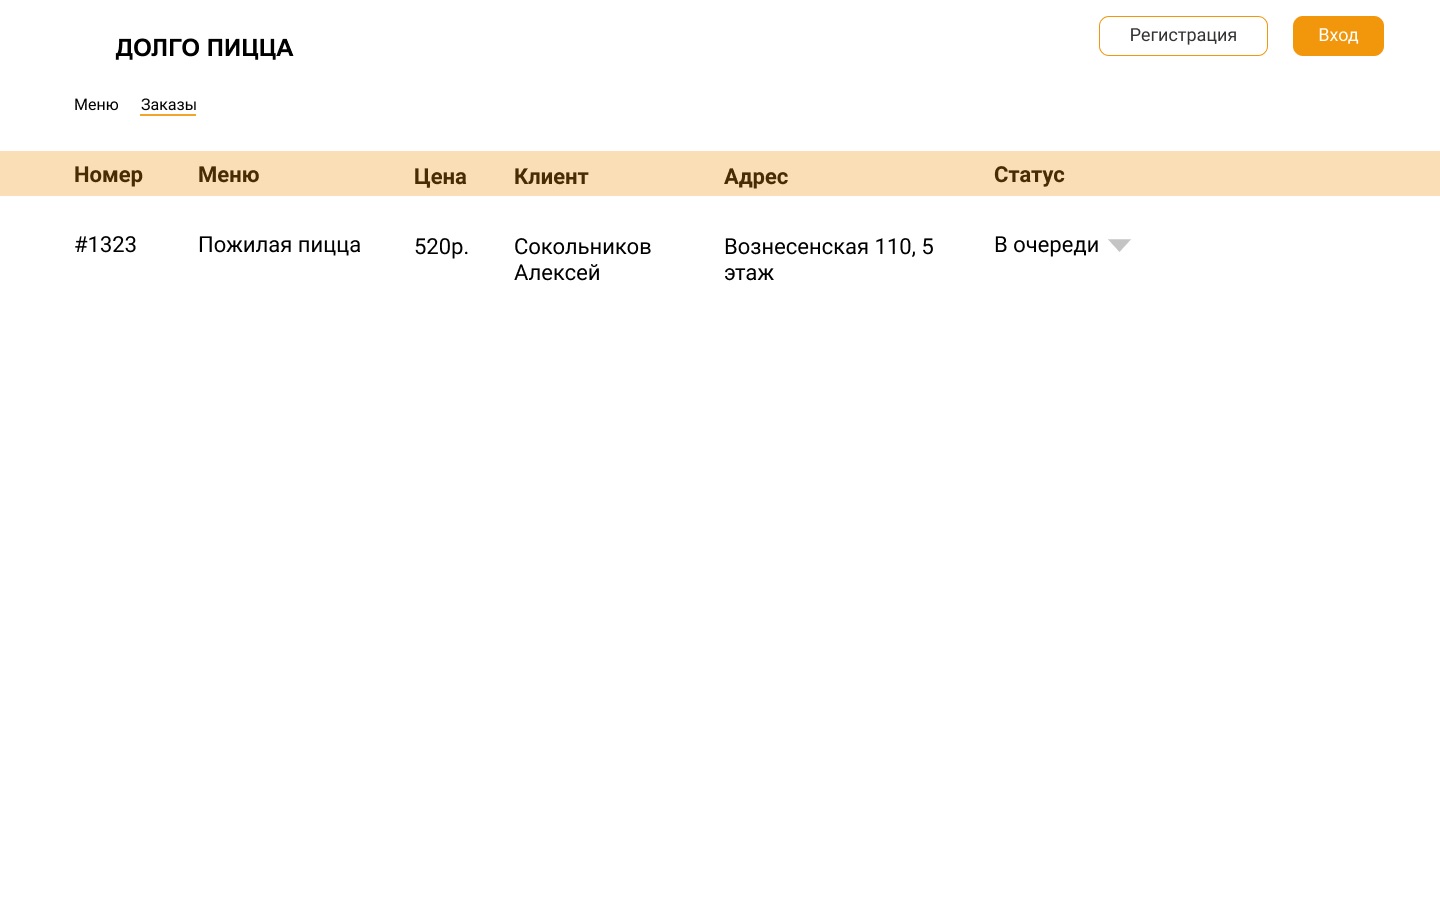 ДОЛГО ПИЦЦА
Регистрация
Вход
Меню
Заказы
Номер
Меню
Цена
Клиент
Адрес
Статус
#1323
Пожилая пицца
520р.
Сокольников
Алексей
Вознесенская 110, 5
этаж
В очереди